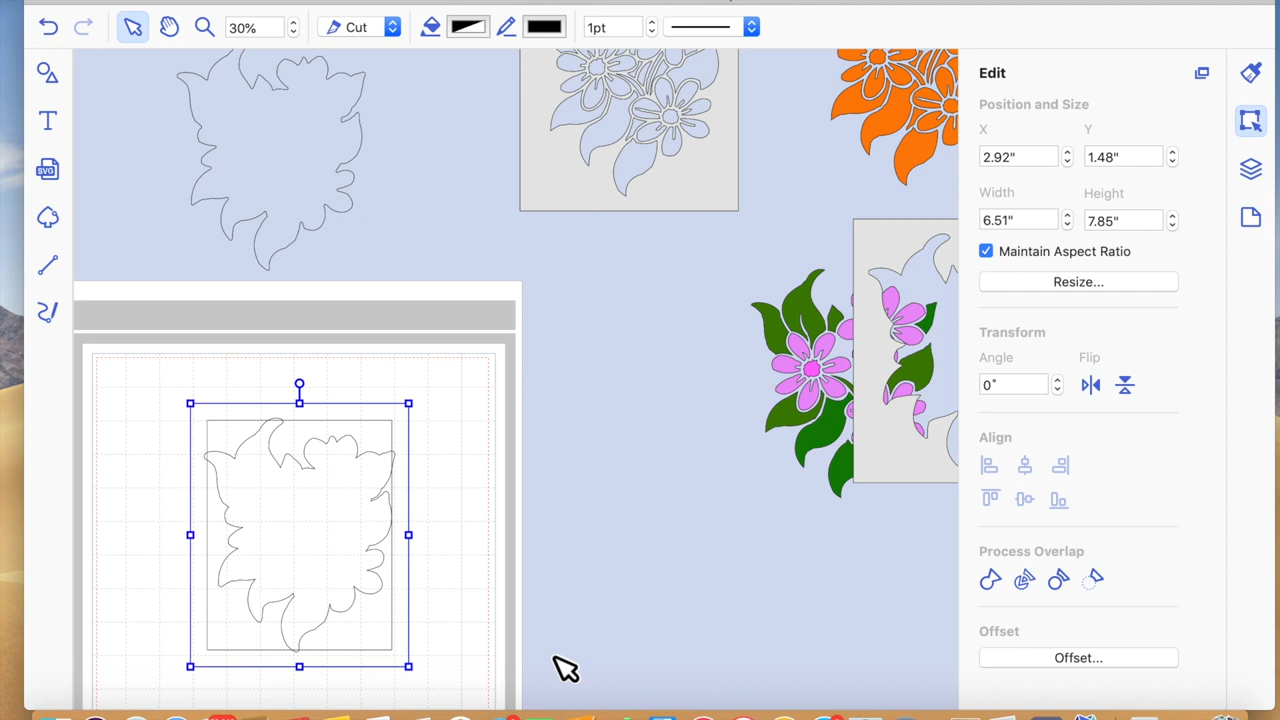 30%
Cut
1pt
T
SVG
Edit
Position and Size
X
Y
2.92"
1.48"
Width
Height
6.51"
7.85"
Maintain Aspect Ratio
Resize...
Transform
Angle
Flip
0°
Align
Process Overlap
Offset
Offset...